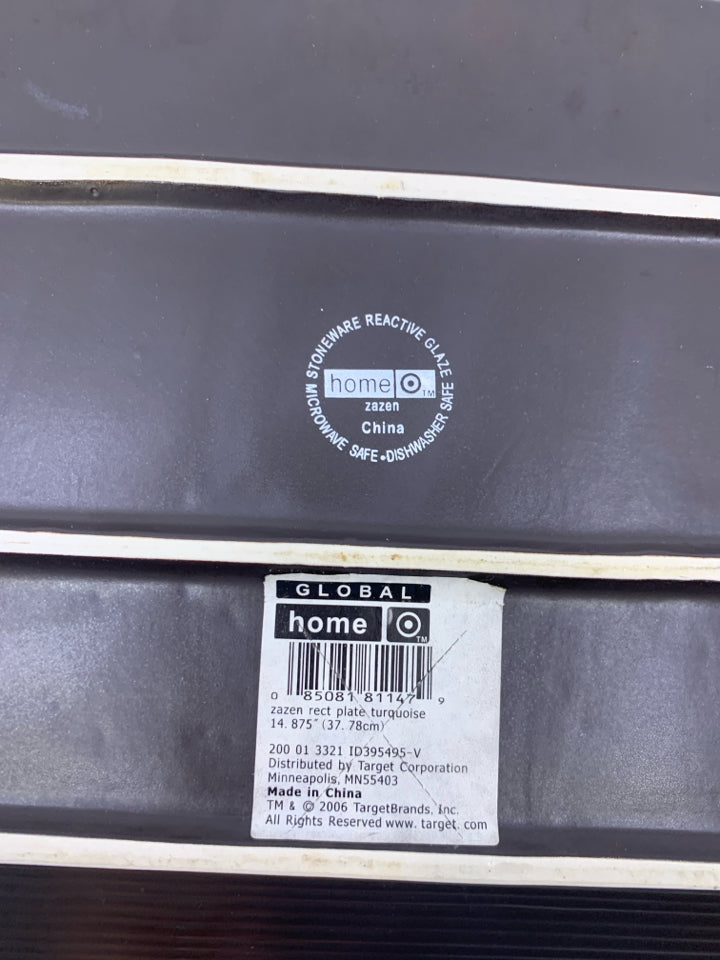 STONEWARE REACTIVE GLAZE
home TM
zazen
China
MICROWAVE SAFE•DISHWASHER SAFE
GLOBAL
home TM
0 85081 81147 9
zazen rect plate turquoise
14.875" (37.78cm)
200 01 3321 ID395495-V
Distributed by Target Corporation
Minneapolis, MN55403
Made in China
TM & © 2006 TargetBrands, Inc.
All Rights Reserved www.target.com